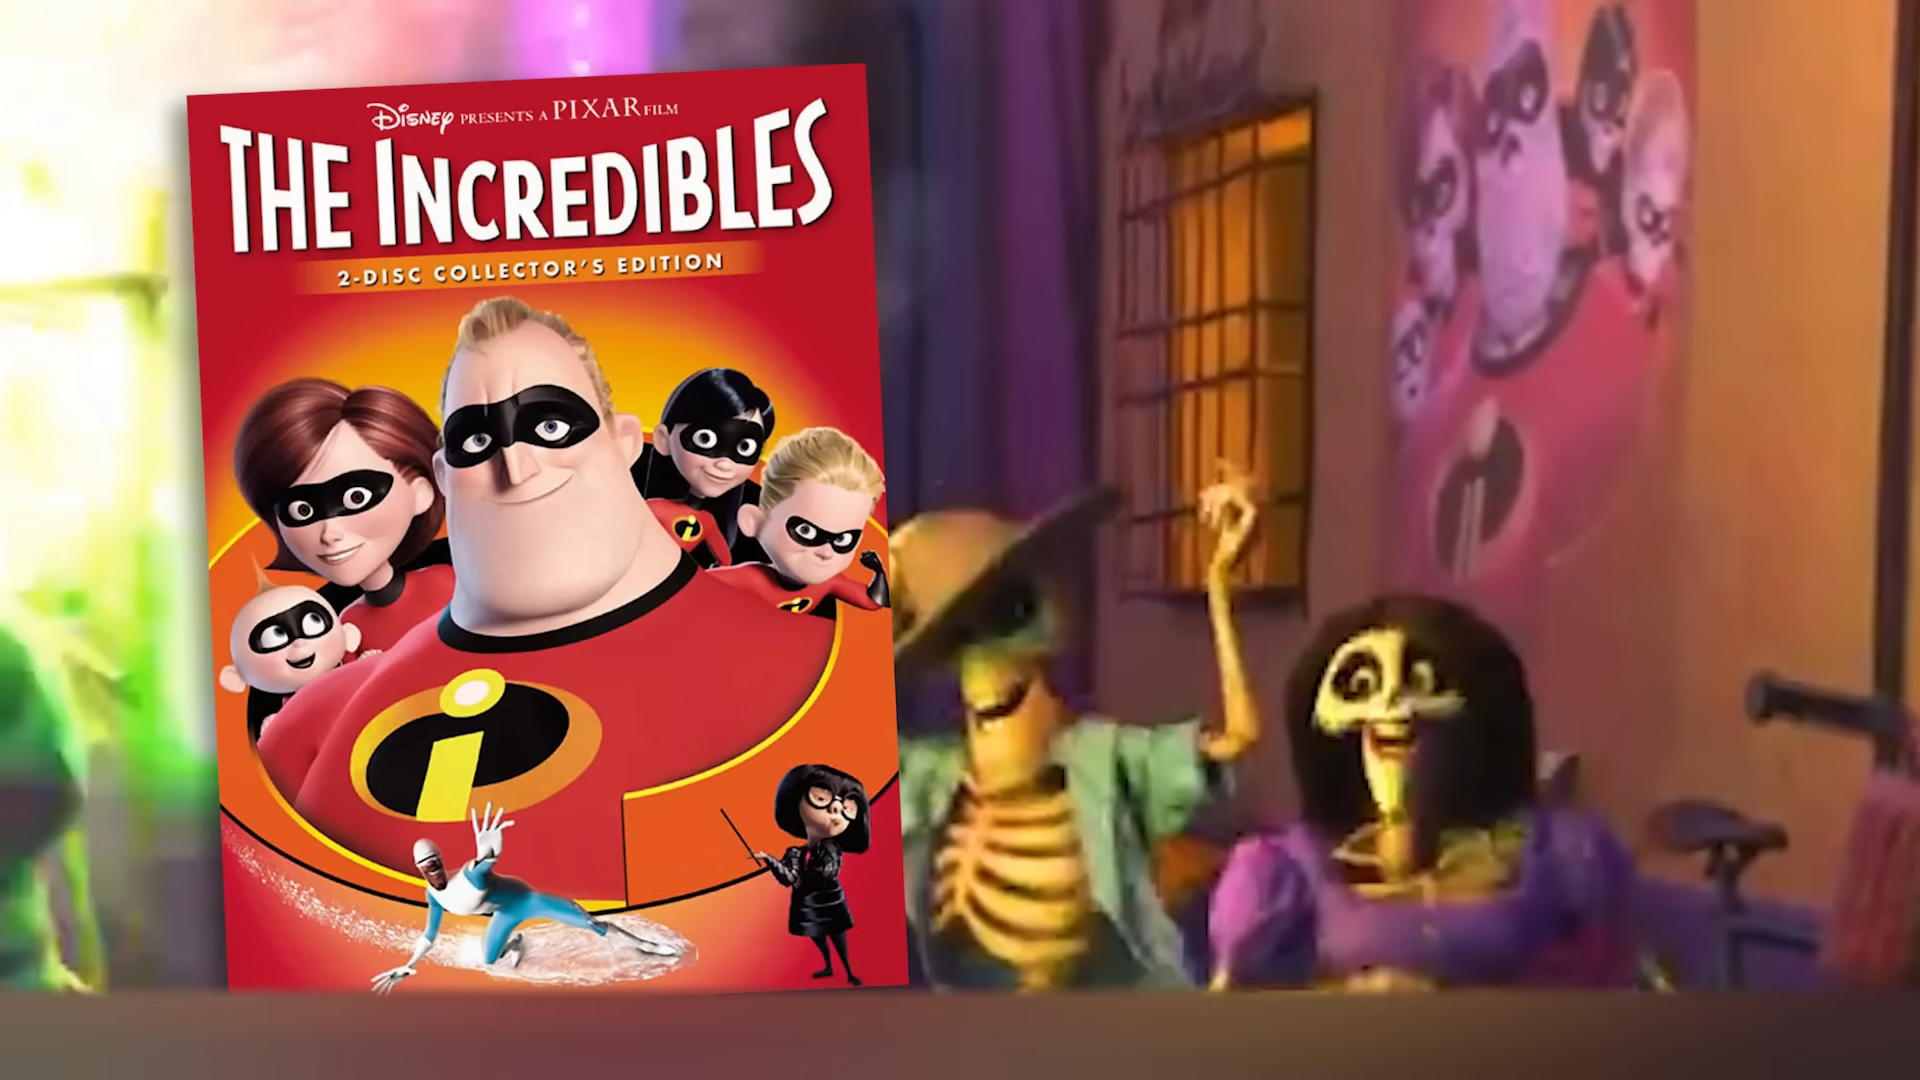 Disney PRESENTS A PIXAR FILM
THE INCREDIBLES
2-DISC COLLECTOR'S EDITION